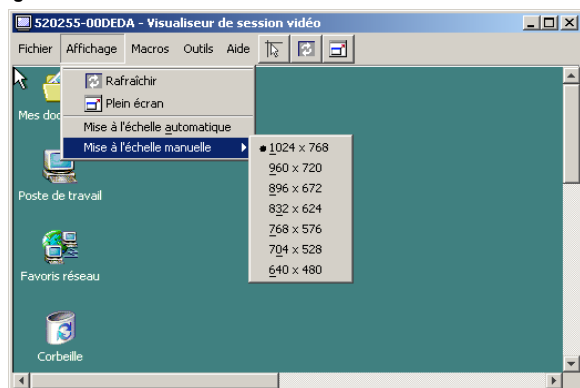 520255-00DEDA - Visualiseur de session vidéo
Fichier Affichage Macros Outils Aide
Rafraîchir
Plein écran
Mise à l'échelle automatique
Mise à l'échelle manuelle
1024 x 768
960 x 720
896 x 672
832 x 624
768 x 576
704 x 528
640 x 480
Mes doc
Poste de travail
Favoris réseau
Corbeille